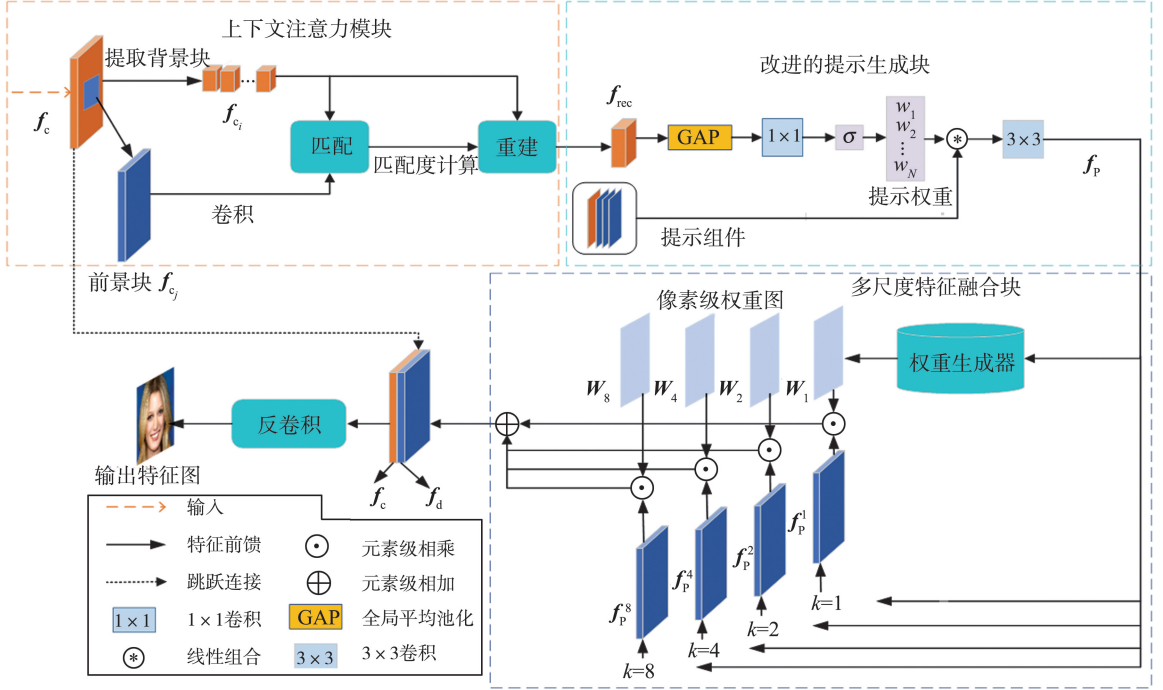 上下文注意力模块
提取背景块
f_c
f_{c_i}
匹配
匹配度计算
重建
卷积
前景块 f_{c_j}
改进的提示生成块
f_rec
GAP
1×1
σ
w_1
w_2
⋮
w_N
3×3
f_P
提示权重
提示组件
像素级权重图
多尺度特征融合块
权重生成器
W_8
W_4
W_2
W_1
f_P^8
f_P^4
f_P^2
f_P^1
k=8
k=4
k=2
k=1
反卷积
输出特征图
f_c
f_d
输入
特征前馈
元素级相乘
跳跃连接
元素级相加
1×1
1×1卷积
GAP
全局平均池化
线性组合
3×3
3×3卷积